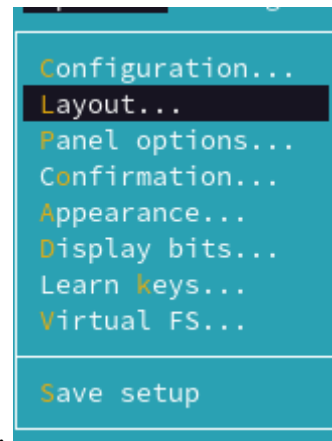 Configuration...
Layout...
Panel options...
Confirmation...
Appearance...
Display bits...
Learn keys...
Virtual FS...
Save setup